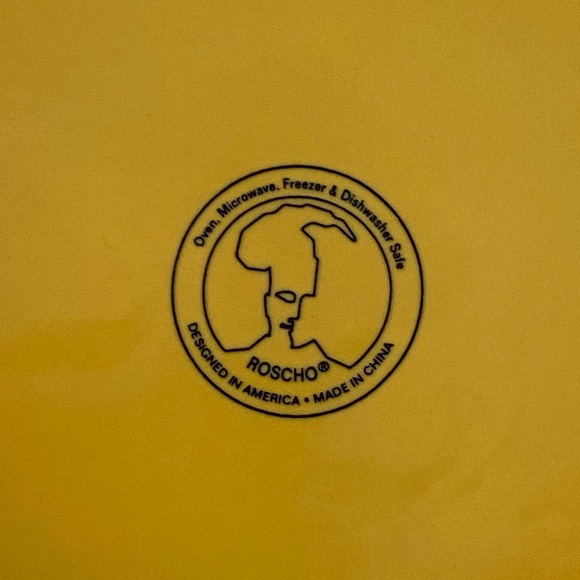 Oven, Microwave, Freezer & Dishwasher Safe
ROSCHO®
DESIGNED IN AMERICA • MADE IN CHINA